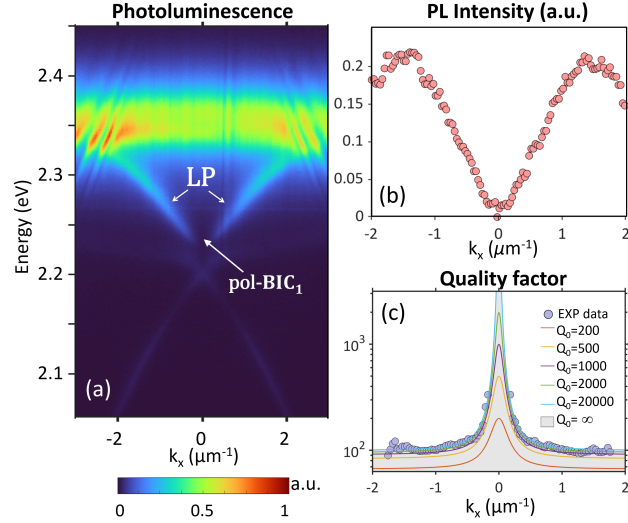 Photoluminescence
Energy (eV)
2.4
2.3
2.2
2.1
LP
pol-BIC₁
(a)
-2 0 2
kₓ (μm⁻¹)
a.u.
0 1
PL Intensity (a.u.)
0.2
0.15
0.1
0.05
0
(b)
-2 -1 0 1 2
kₓ (μm⁻¹)
Quality factor
(c)
10³
10²
EXP data
Q₀=200
Q₀=500
Q₀=1000
Q₀=2000
Q₀=20000
Q₀= ∞
-2 -1 0 1 2
kₓ (μm⁻¹)